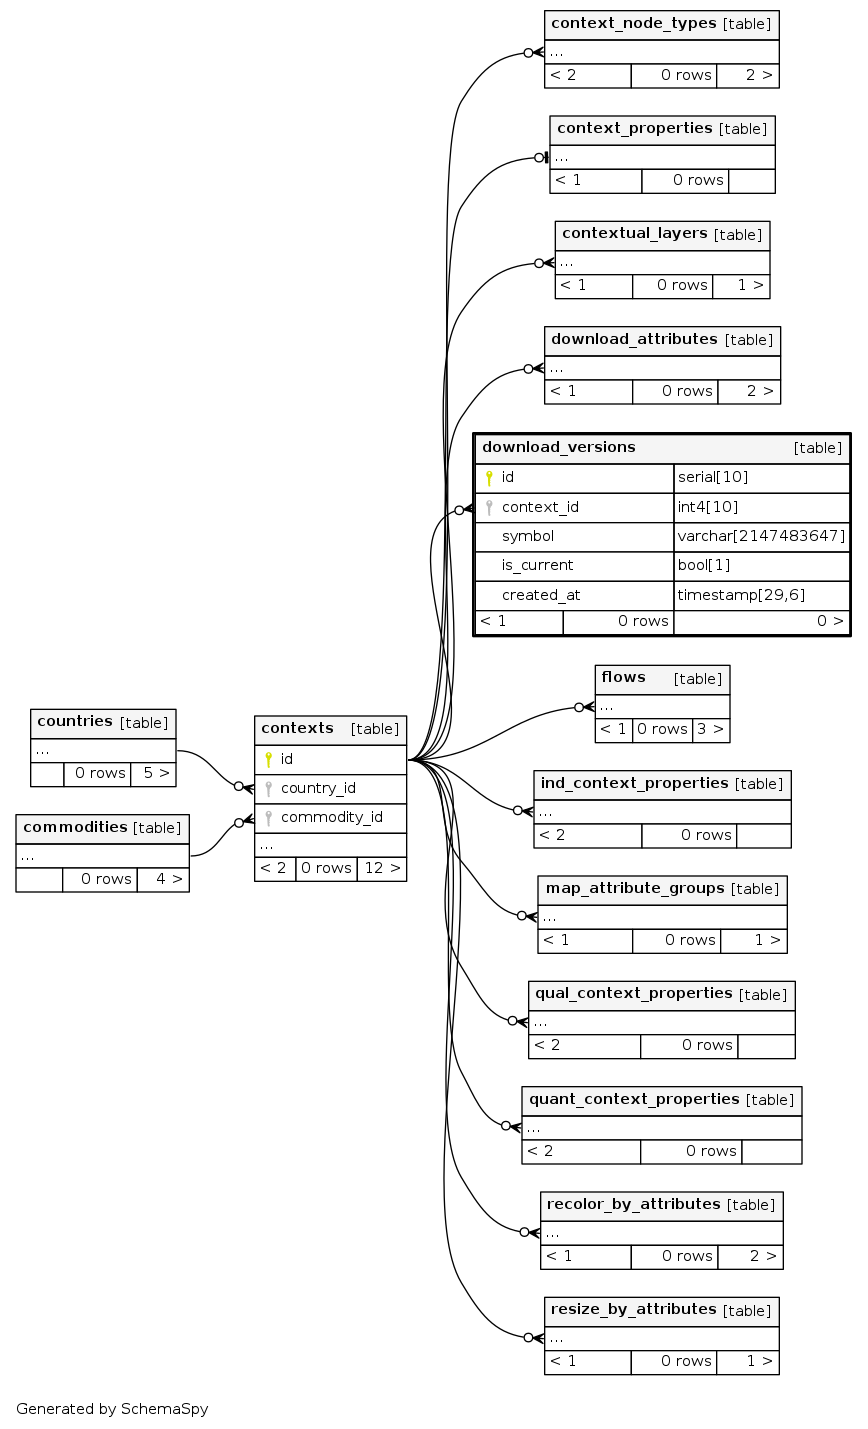 context_node_types [table]
...
< 2 0 rows 2 >
context_properties [table]
...
< 1 0 rows
contextual_layers [table]
...
< 1 0 rows 1 >
download_attributes [table]
...
< 1 0 rows 2 >
download_versions [table]
id serial[10]
context_id int4[10]
symbol varchar[2147483647]
is_current bool[1]
created_at timestamp[29,6]
< 1 0 rows 0 >
flows [table]
...
< 1 0 rows 3 >
countries [table]
...
0 rows 5 >
commodities [table]
...
0 rows 4 >
contexts [table]
id
country_id
commodity_id
...
< 2 0 rows 12 >
ind_context_properties [table]
...
< 2 0 rows
map_attribute_groups [table]
...
< 1 0 rows 1 >
qual_context_properties [table]
...
< 2 0 rows
quant_context_properties [table]
...
< 2 0 rows
recolor_by_attributes [table]
...
< 1 0 rows 2 >
resize_by_attributes [table]
...
< 1 0 rows 1 >
Generated by SchemaSpy